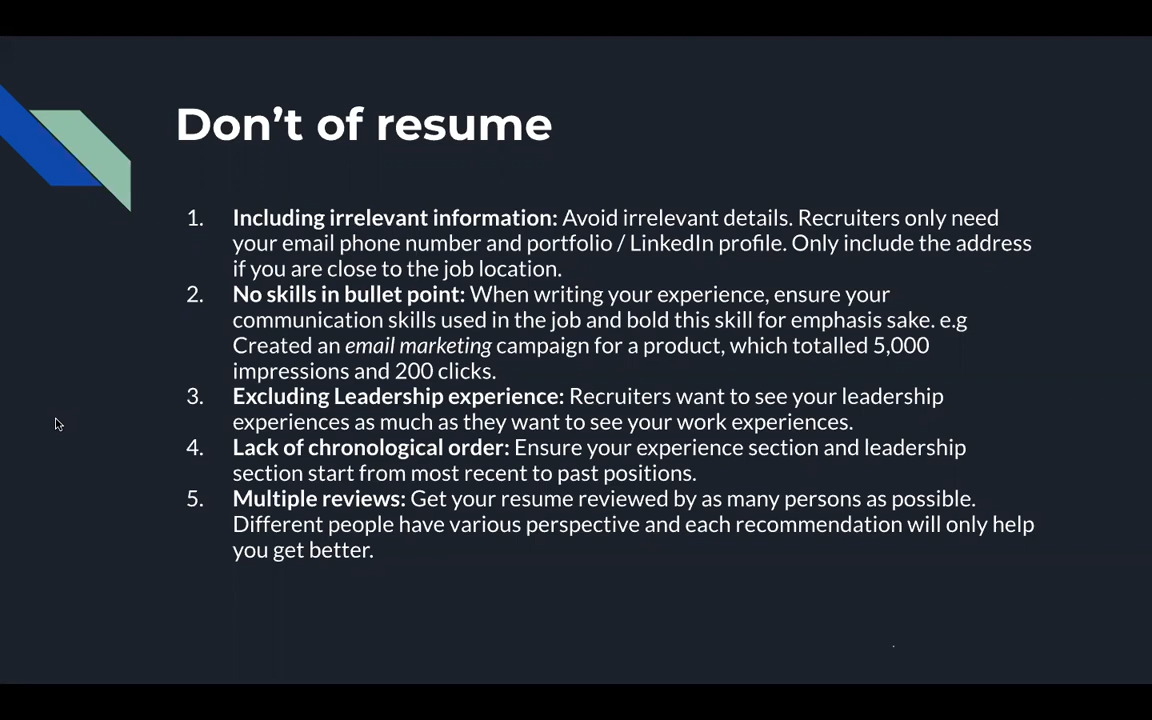 Don't of resume
1. Including irrelevant information: Avoid irrelevant details. Recruiters only need
your email phone number and portfolio / LinkedIn profile. Only include the address
if you are close to the job location.
2. No skills in bullet point: When writing your experience, ensure your
communication skills used in the job and bold this skill for emphasis sake. e.g
Created an email marketing campaign for a product, which totalled 5,000
impressions and 200 clicks.
3. Excluding Leadership experience: Recruiters want to see your leadership
experiences as much as they want to see your work experiences.
4. Lack of chronological order: Ensure your experience section and leadership
section start from most recent to past positions.
5. Multiple reviews: Get your resume reviewed by as many persons as possible.
Different people have various perspective and each recommendation will only help
you get better.